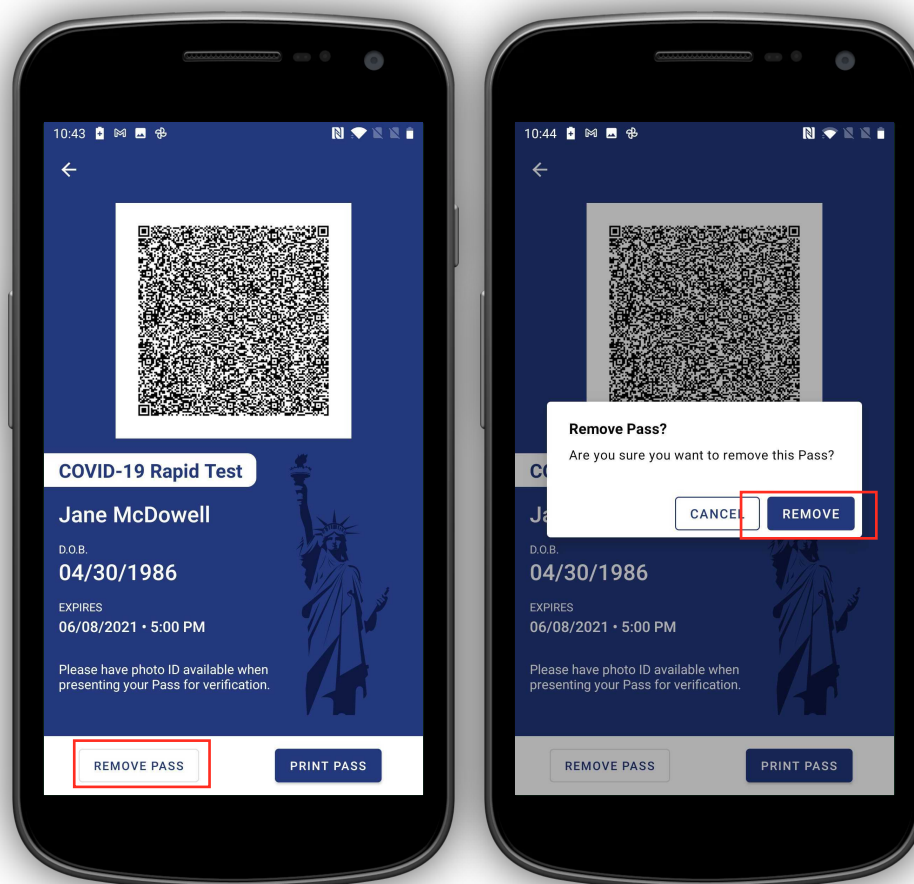 10:43
COVID-19 Rapid Test
Jane McDowell
D.O.B.
04/30/1986
EXPIRES
06/08/2021 • 5:00 PM
Please have photo ID available when
presenting your Pass for verification.
REMOVE PASS
PRINT PASS
10:44
Remove Pass?
Are you sure you want to remove this Pass?
CANCEL
REMOVE
CO
Ja
D.O.B.
04/30/1986
EXPIRES
06/08/2021 • 5:00 PM
Please have photo ID available when
presenting your Pass for verification.
REMOVE PASS
PRINT PASS